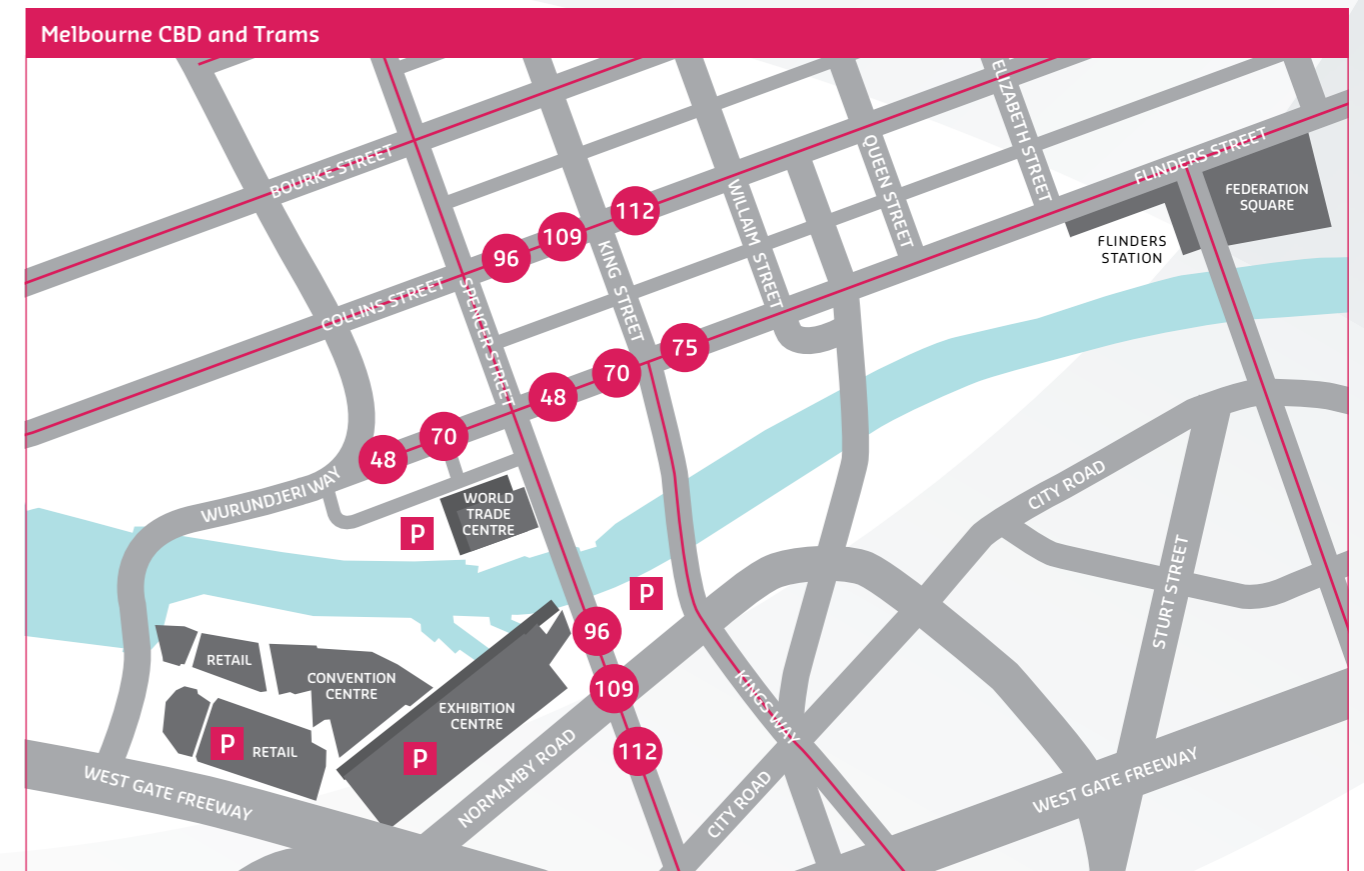 Melbourne CBD and Trams
BOURKE STREET
ELIZABETH STREET
FLINDERS STREET
QUEEN STREET
FEDERATION
SQUARE
WILLAIM STREET
112
109
96
KING STREET
FLINDERS
STATION
COLLINS STREET
SPENCER STREET
75
70
48
70
48
WURUNDJERI WAY
WORLD
TRADE
CENTRE
P
CITY ROAD
P
STURT STREET
96
RETAIL
CONVENTION
CENTRE
109
EXHIBITION
CENTRE
KINGS WAY
P
RETAIL
P
112
NORMAMBY ROAD
WEST GATE FREEWAY
CITY ROAD
WEST GATE FREEWAY